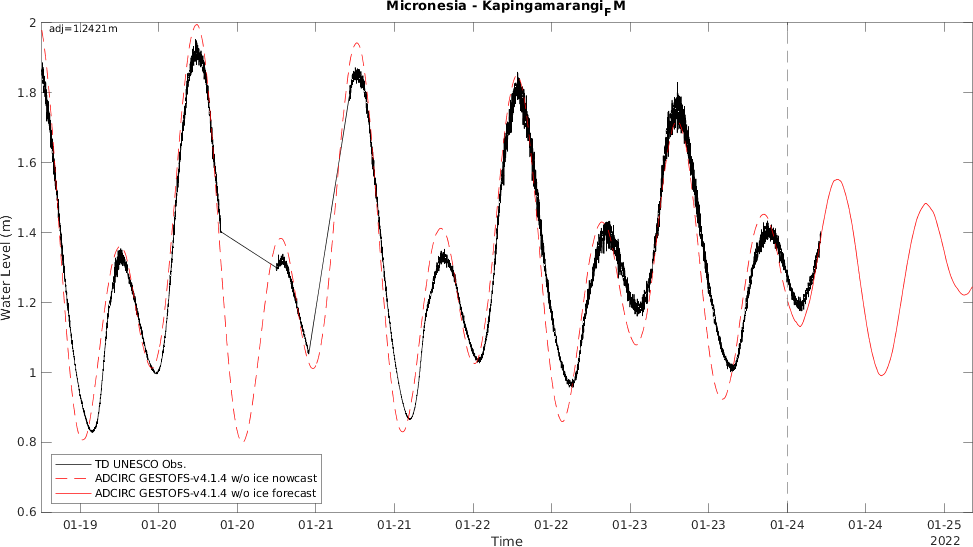 Micronesia - KapingamarangiFM
adj=1.2421m
2
1.8
1.6
1.4
1.2
1
0.8
0.6
Water Level (m)
TD UNESCO Obs.
ADCIRC GESTOFS-v4.1.4 w/o ice nowcast
ADCIRC GESTOFS-v4.1.4 w/o ice forecast
01-19 01-20 01-20 01-21 01-21 01-22 01-22 01-23 01-23 01-24 01-24 01-25
Time 2022